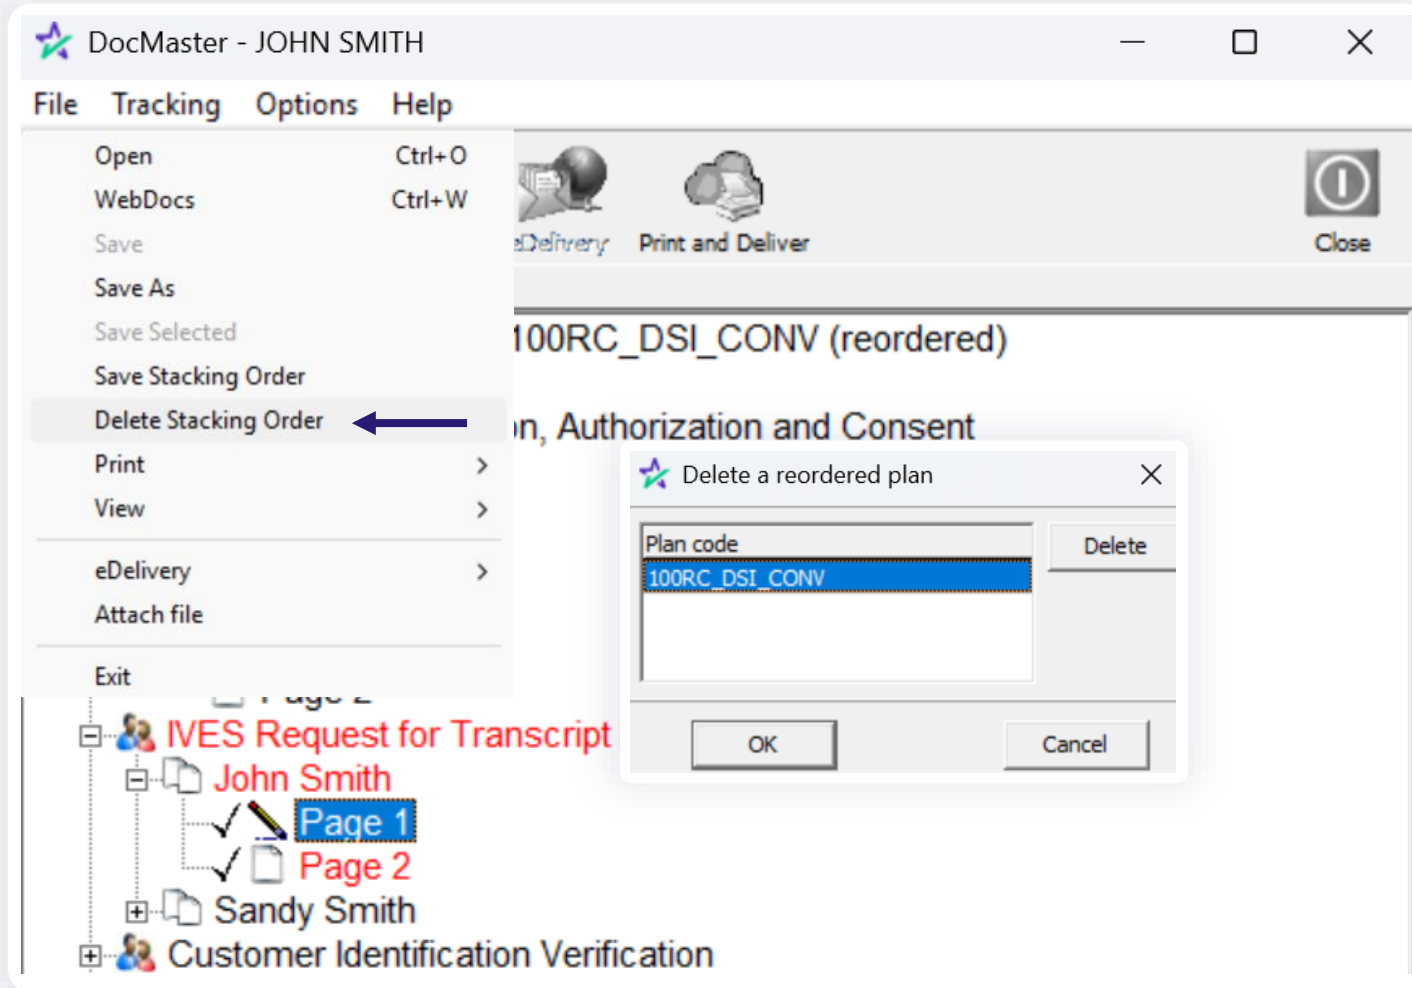 DocMaster - JOHN SMITH
File Tracking Options Help
Open Ctrl+O
WebDocs Ctrl+W
Save
Save As
Save Selected
Save Stacking Order
Delete Stacking Order
Print
View
eDelivery
Attach file
Exit
eDelivery Print and Deliver Close
100RC_DSI_CONV (reordered)
Authorization and Consent
Delete a reordered plan
Plan code
100RC_DSI_CONV
Delete
OK Cancel
IVES Request for Transcript
John Smith
Page 1
Page 2
Sandy Smith
Customer Identification Verification